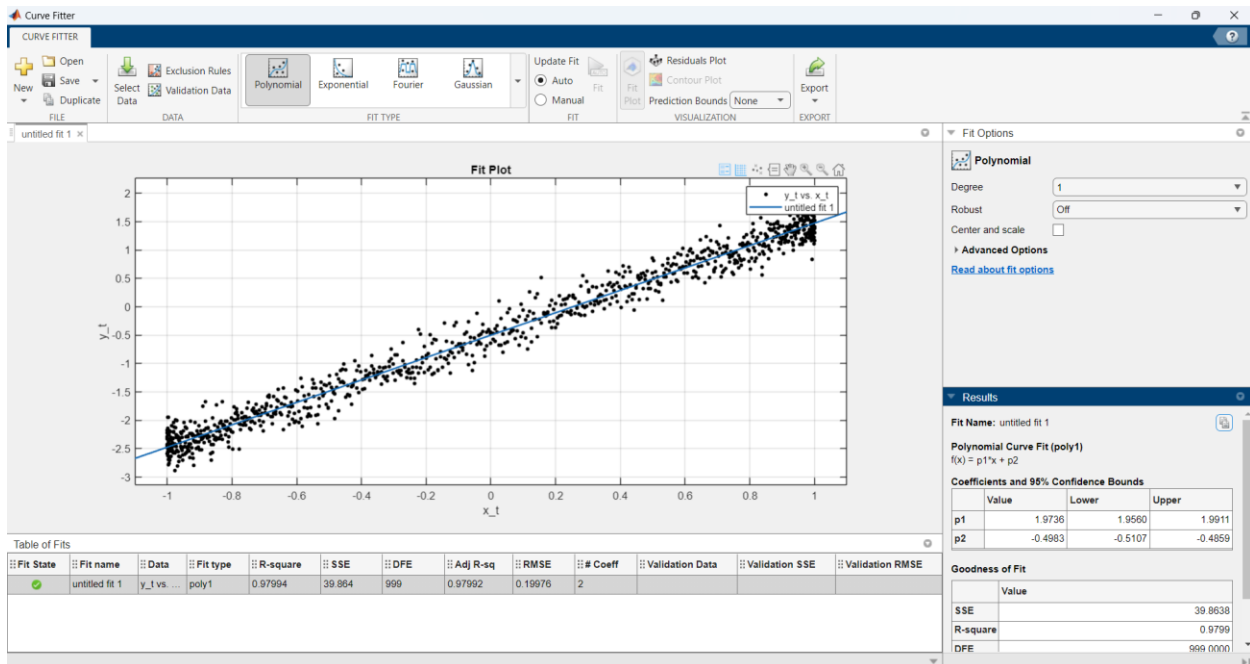 Curve Fitter
CURVE FITTER
?
New
Open
Save
Duplicate
FILE
Select Data
Exclusion Rules
Validation Data
DATA
Polynomial Exponential Fourier Gaussian
FIT TYPE
Update Fit
Auto
Manual
Fit
FIT
Fit Plot
Residuals Plot
Contour Plot
Prediction Bounds None
VISUALIZATION
Export
EXPORT
untitled fit 1 ×
Fit Plot
y_t vs. x_t
untitled fit 1
2
1.5
1
0.5
0
-0.5
-1
-1.5
-2
-2.5
-3
y_t
-1 -0.8 -0.6 -0.4 -0.2 0 0.2 0.4 0.6 0.8 1
x_t
Table of Fits
Fit State Fit name Data Fit type R-square SSE DFE Adj R-sq RMSE # Coeff Validation Data Validation SSE Validation RMSE
untitled fit 1 y_t vs. ... poly1 0.97994 39.864 999 0.97992 0.19976 2
Fit Options
Polynomial
Degree 1
Robust Off
Center and scale
Advanced Options
Read about fit options
Results
Fit Name: untitled fit 1
Polynomial Curve Fit (poly1)
f(x) = p1*x + p2
Coefficients and 95% Confidence Bounds
Value Lower Upper
p1 1.9736 1.9560 1.9911
p2 -0.4983 -0.5107 -0.4859
Goodness of Fit
Value
SSE 39.8638
R-square 0.9799
DFE 999.0000